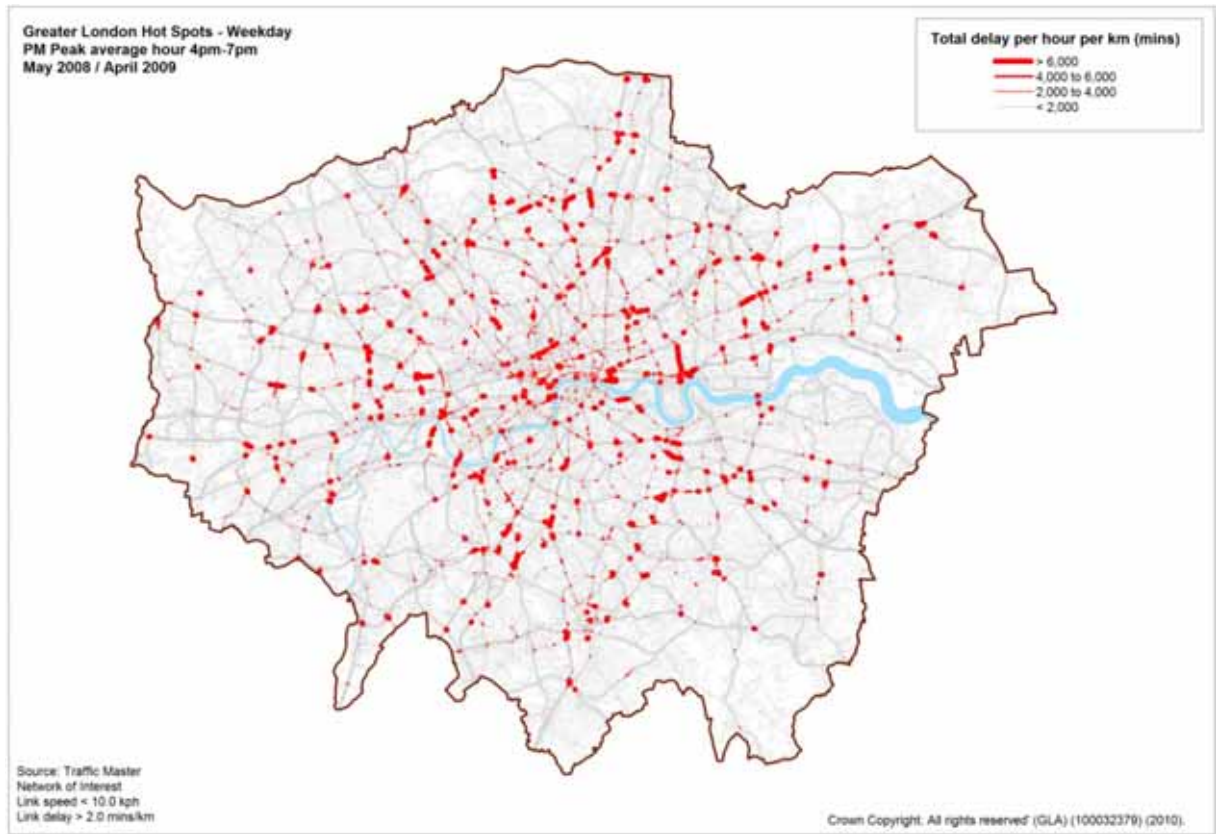 Greater London Hot Spots - Weekday
PM Peak average hour 4pm-7pm
May 2008 / April 2009
Total delay per hour per km (mins)
> 6,000
4,000 to 6,000
2,000 to 4,000
< 2,000
Source: Traffic Master
Network of Interest
Link speed < 10.0 kph
Link delay > 2.0 mins/km
Crown Copyright. All rights reserved' (GLA) (100032379) (2010).